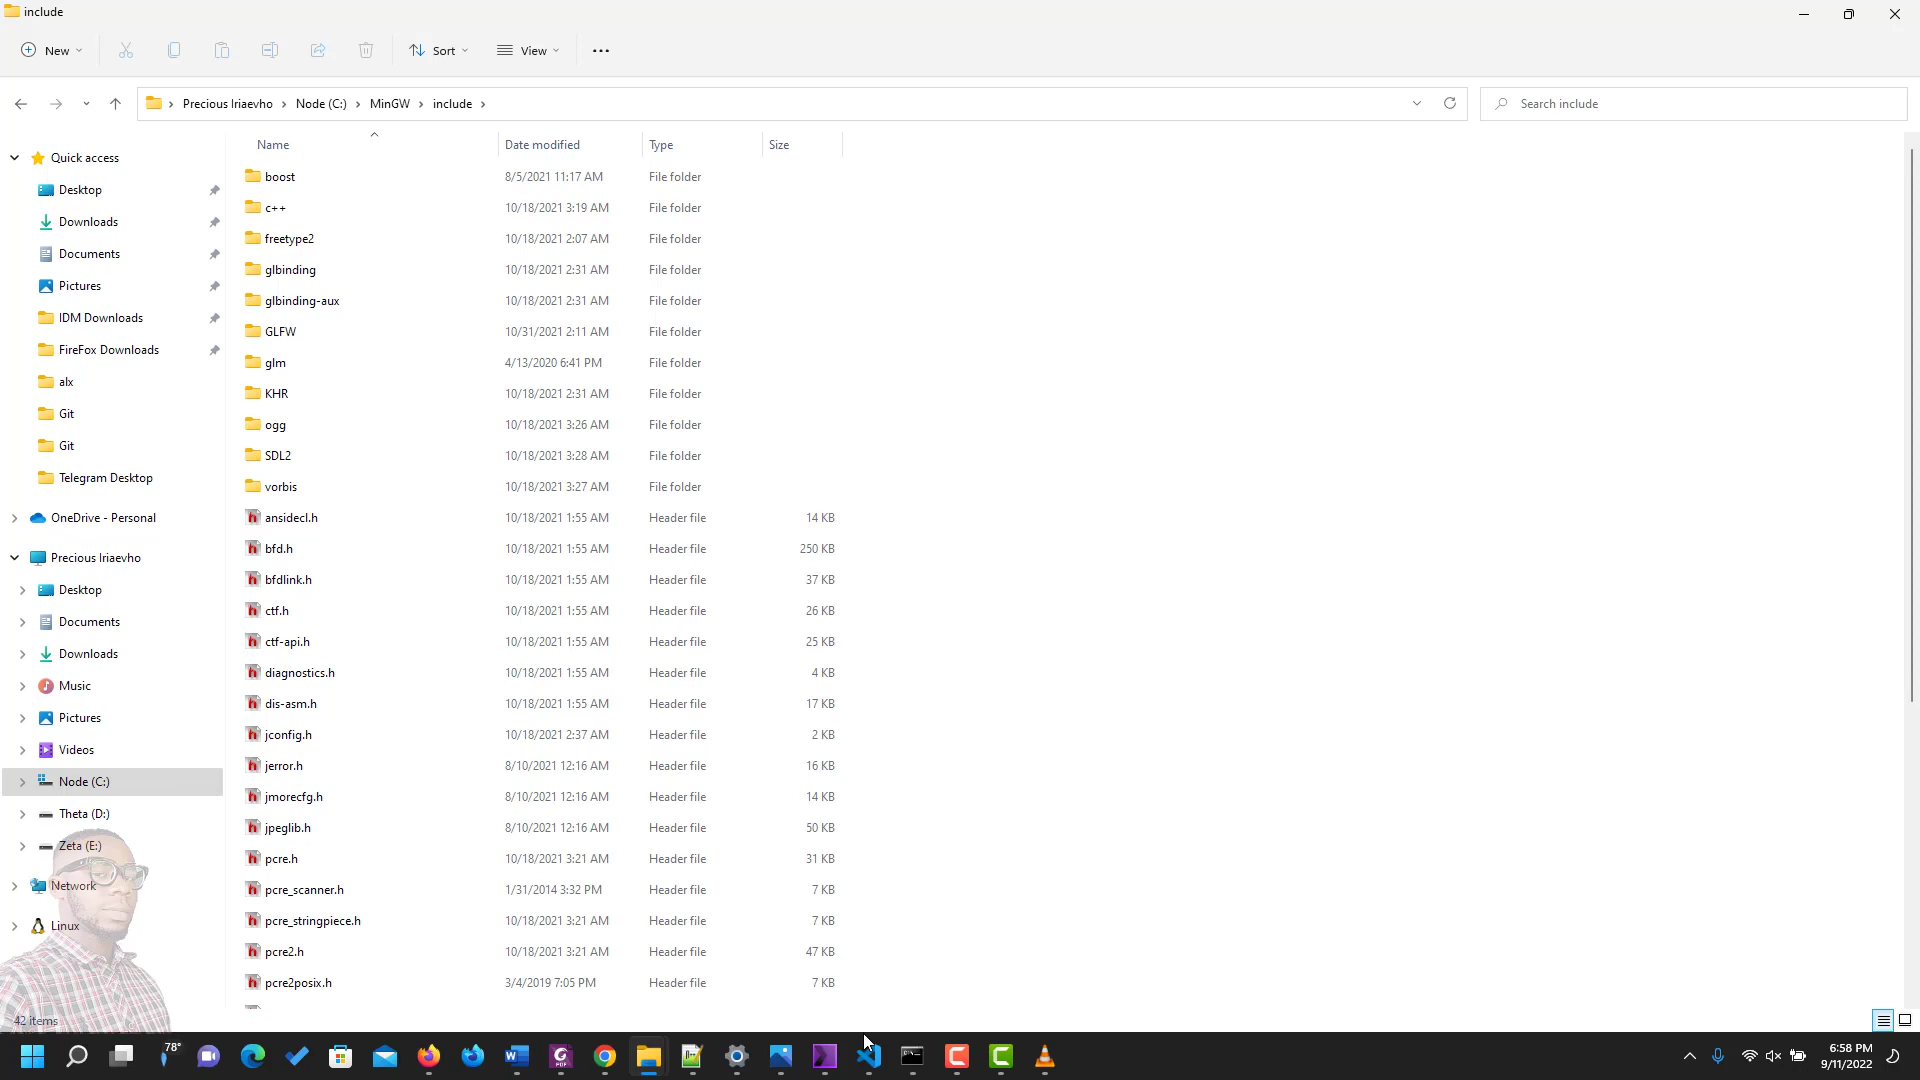 include
New
Sort
View
Precious Iriaevho > Node (C:) > MinGW > include >
Search include
Quick access
Desktop
Downloads
Documents
Pictures
IDM Downloads
FireFox Downloads
alx
Git
Git
Telegram Desktop
OneDrive - Personal
Precious Iriaevho
Desktop
Documents
Downloads
Music
Pictures
Videos
Node (C:)
Theta (D:)
Zeta (E:)
Network
Linux
Name Date modified Type Size
boost 8/5/2021 11:17 AM File folder
c++ 10/18/2021 3:19 AM File folder
freetype2 10/18/2021 2:07 AM File folder
glbinding 10/18/2021 2:31 AM File folder
glbinding-aux 10/18/2021 2:31 AM File folder
GLFW 10/31/2021 2:11 AM File folder
glm 4/13/2020 6:41 PM File folder
KHR 10/18/2021 2:31 AM File folder
ogg 10/18/2021 3:26 AM File folder
SDL2 10/18/2021 3:28 AM File folder
vorbis 10/18/2021 3:27 AM File folder
ansidecl.h 10/18/2021 1:55 AM Header file 14 KB
bfd.h 10/18/2021 1:55 AM Header file 250 KB
bfdlink.h 10/18/2021 1:55 AM Header file 37 KB
ctf.h 10/18/2021 1:55 AM Header file 26 KB
ctf-api.h 10/18/2021 1:55 AM Header file 25 KB
diagnostics.h 10/18/2021 1:55 AM Header file 4 KB
dis-asm.h 10/18/2021 1:55 AM Header file 17 KB
jconfig.h 10/18/2021 2:37 AM Header file 2 KB
jerror.h 8/10/2021 12:16 AM Header file 16 KB
jmorecfg.h 8/10/2021 12:16 AM Header file 14 KB
jpeglib.h 8/10/2021 12:16 AM Header file 50 KB
pcre.h 10/18/2021 3:21 AM Header file 31 KB
pcre_scanner.h 1/31/2014 3:32 PM Header file 7 KB
pcre_stringpiece.h 10/18/2021 3:21 AM Header file 7 KB
pcre2.h 10/18/2021 3:21 AM Header file 47 KB
pcre2posix.h 3/4/2019 7:05 PM Header file 7 KB
42 items
78°
6:58 PM
9/11/2022